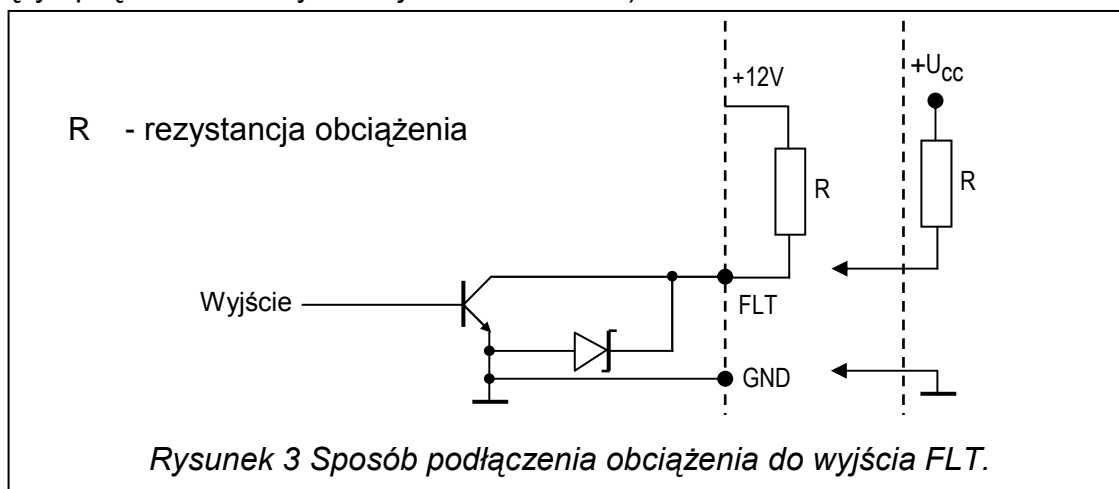 +12V
+UCC
R - rezystancja obciążenia
R
R
Wyjście
FLT
GND
Rysunek 3 Sposób podłączenia obciążenia do wyjścia FLT.